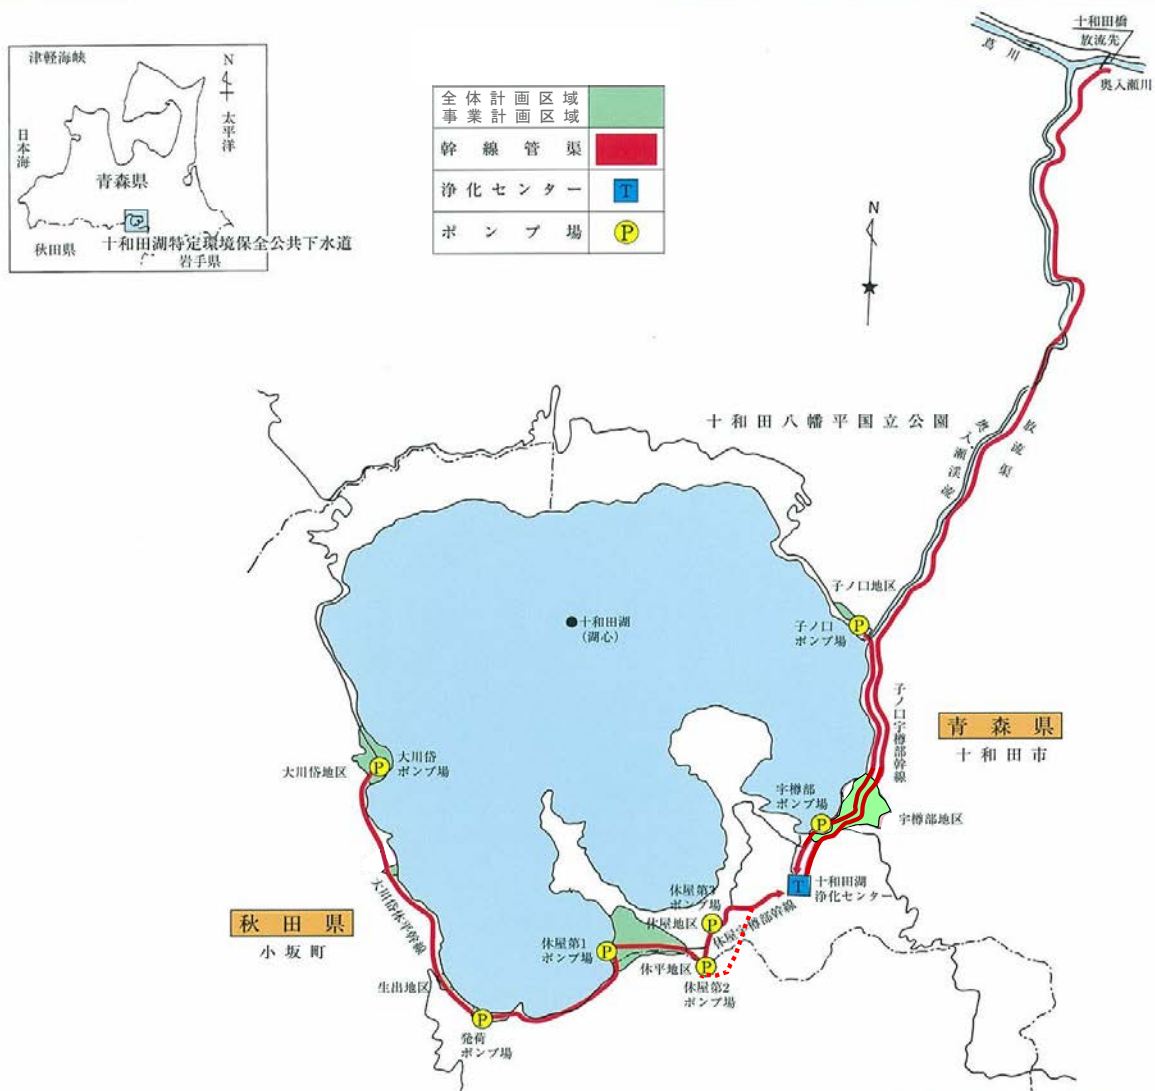 十和田橋
放流先
蔦川
奥入瀬川
津軽海峡
N
太平洋
日本海
青森県
秋田県
十和田湖特定環境保全公共下水道
岩手県
全体計画区域
事業計画区域
幹線管渠
浄化センター
T
ポンプ場
P
N
十和田八幡平国立公園
放流渠
奥入瀬渓流
子ノ口地区
P
子ノ口
ポンプ場
十和田湖
(湖心)
子ノ口宇樽部幹線
青森県
十和田市
大川岱
ポンプ場
P
大川岱地区
宇樽部
ポンプ場
P
宇樽部地区
T
十和田湖
浄化センター
大川岱休平幹線
秋田県
小坂町
休屋第3
ポンプ場
P
休屋地区
休屋宇樽部幹線
休屋第1
ポンプ場
P
休平地区
P
休屋第2
ポンプ場
生出地区
P
発荷
ポンプ場